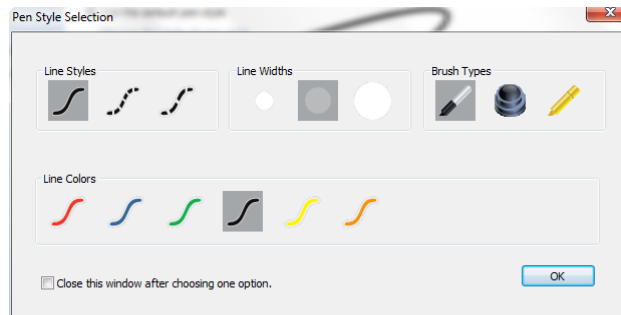 Pen Style Selection
Line Styles
Line Widths
Brush Types
Line Colors
Close this window after choosing one option.
OK